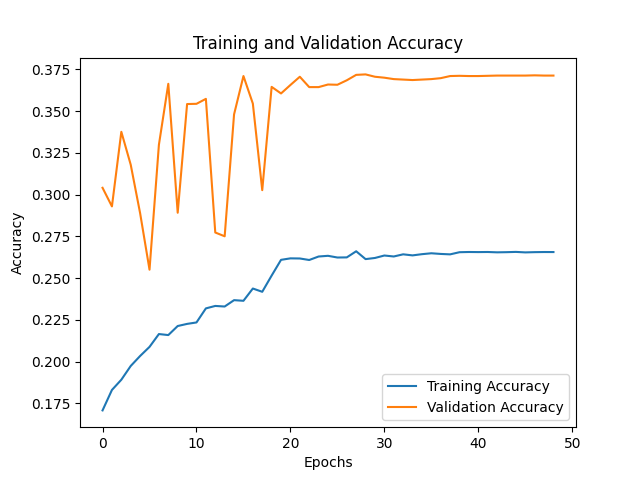 Training and Validation Accuracy
Accuracy
0.375
0.350
0.325
0.300
0.275
0.250
0.225
0.200
0.175
Training Accuracy
Validation Accuracy
0 10 20 30 40 50
Epochs